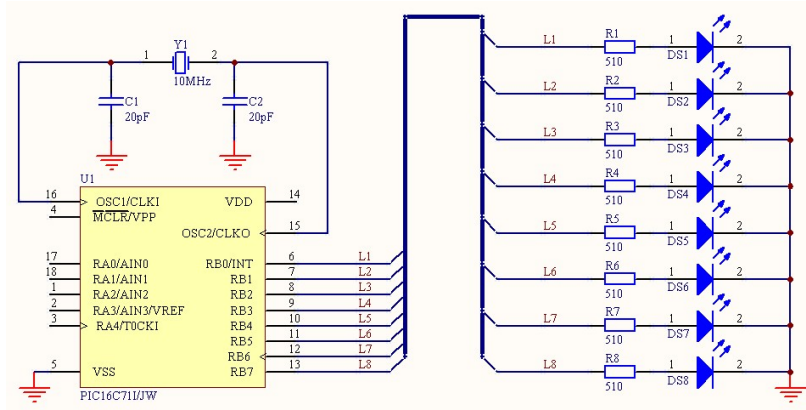 Y1
1 2
10MHz
C1
20pF
C2
20pF
U1
16 OSC1/CLKI VDD 14
4 MCLR/VPP
OSC2/CLKO 15
17 RA0/AIN0 RB0/INT 6 L1
18 RA1/AIN1 RB1 7 L2
1 RA2/AIN2 RB2 8 L3
2 RA3/AIN3/VREF RB3 9 L4
3 RA4/T0CKI RB4 10 L5
RB5 11 L6
RB6 12 L7
5 VSS RB7 13 L8
PIC16C71I/JW
L1 R1 1 2
510 DS1
L2 R2 1 2
510 DS2
L3 R3 1 2
510 DS3
L4 R4 1 2
510 DS4
L5 R5 1 2
510 DS5
L6 R6 1 2
510 DS6
L7 R7 1 2
510 DS7
L8 R8 1 2
510 DS8